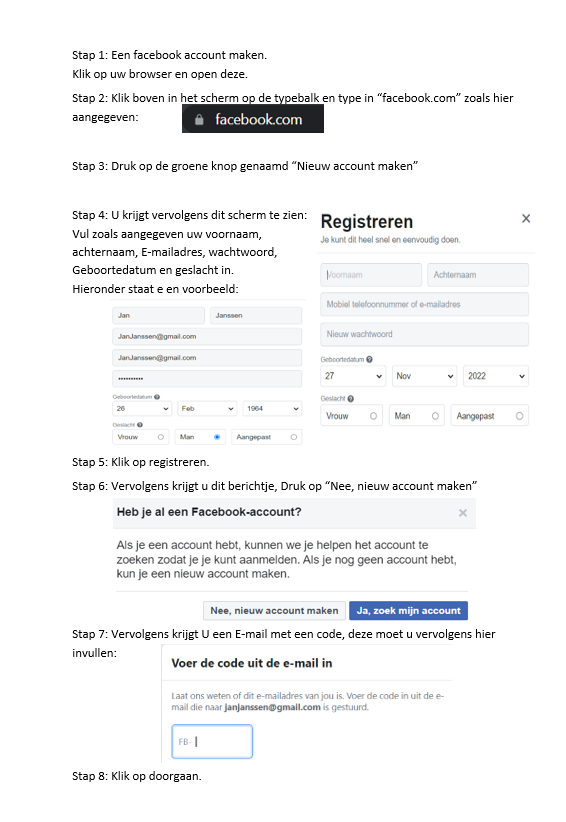 Stap 1: Een facebook account maken.
Klik op uw browser en open deze.
Stap 2: Klik boven in het scherm op de typebalk en type in “facebook.com” zoals hier
aangegeven:
facebook.com
Stap 3: Druk op de groene knop genaamd “Nieuw account maken”
Stap 4: U krijgt vervolgens dit scherm te zien:
Vul zoals aangegeven uw voornaam,
achternaam, E-mailadres, wachtwoord,
Geboortedatum en geslacht in.
Hieronder staat e en voorbeeld:
Jan Janssen
JanJanssen@gmail.com
JanJanssen@gmail.com
••••••••••
Geboortedatum
26 Feb 1964
Geslacht
Vrouw Man Aangepast
Registreren
Je kunt dit heel snel en eenvoudig doen.
Voornaam Achternaam
Mobiel telefoonnummer of e-mailadres
Nieuw wachtwoord
Geboortedatum
27 Nov 2022
Geslacht
Vrouw Man Aangepast
Stap 5: Klik op registreren.
Stap 6: Vervolgens krijgt u dit berichtje, Druk op “Nee, nieuw account maken”
Heb je al een Facebook-account?
Als je een account hebt, kunnen we je helpen het account te
zoeken zodat je je kunt aanmelden. Als je nog geen account hebt,
kun je een nieuw account maken.
Nee, nieuw account maken Ja, zoek mijn account
Stap 7: Vervolgens krijgt U een E-mail met een code, deze moet u vervolgens hier
invullen:
Voer de code uit de e-mail in
Laat ons weten of dit e-mailadres van jou is. Voer de code in uit de e-
mail die naar janjanssen@gmail.com is gestuurd.
FB-
Stap 8: Klik op doorgaan.